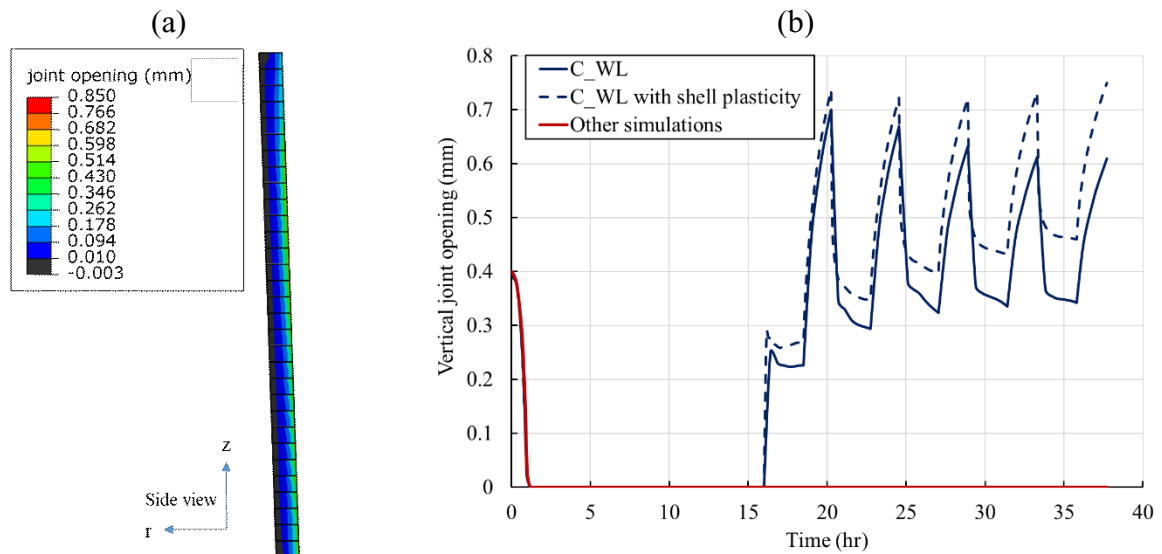 (a)
joint opening (mm)
0.850
0.766
0.682
0.598
0.514
0.430
0.346
0.262
0.178
0.094
0.010
-0.003
z
Side view
r
(b)
C_WL
C_WL with shell plasticity
Other simulations
Vertical joint opening (mm)
0.8
0.7
0.6
0.5
0.4
0.3
0.2
0.1
0
0 5 10 15 20 25 30 35 40
Time (hr)